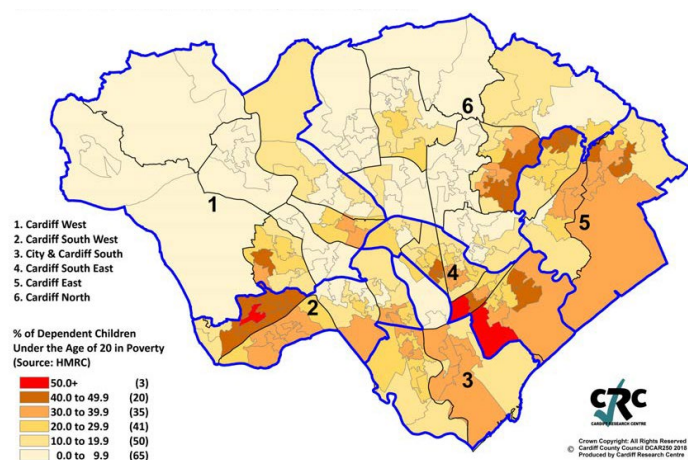 6
1
5
4
2
3
1. Cardiff West
2. Cardiff South West
3. City & Cardiff South
4. Cardiff South East
5. Cardiff East
6. Cardiff North
% of Dependent Children
Under the Age of 20 in Poverty
(Source: HMRC)
50.0+ (3)
40.0 to 49.9 (20)
30.0 to 39.9 (35)
20.0 to 29.9 (41)
10.0 to 19.9 (50)
0.0 to 9.9 (65)
CRC
CARDIFF RESEARCH CENTRE
Crown Copyright: All Rights Reserved
© Cardiff County Council DCAR250 2018
Produced by Cardiff Research Centre